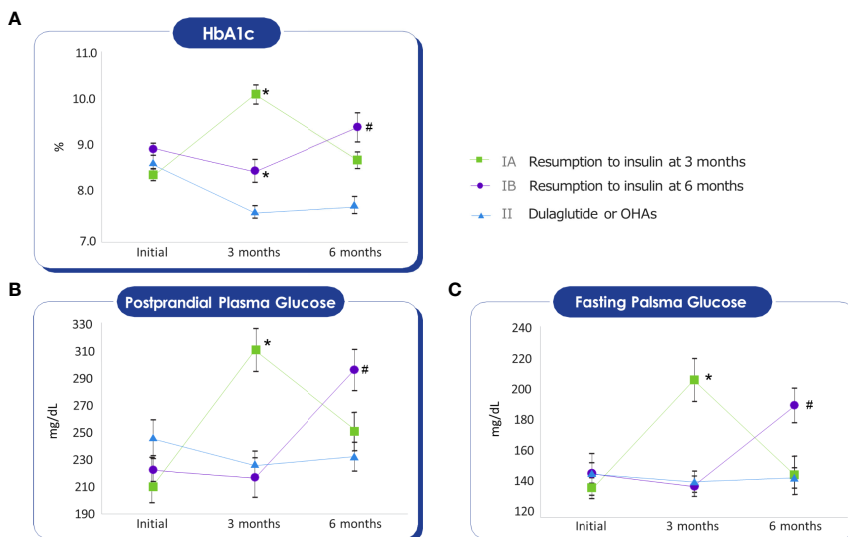 A
HbA1c
11.0
10.0
9.0
8.0
7.0
%
*
*
#
Initial
3 months
6 months
IA Resumption to insulin at 3 months
IB Resumption to insulin at 6 months
II Dulaglutide or OHAs
B
Postprandial Plasma Glucose
330
310
290
270
250
230
210
190
mg/dL
*
#
Initial
3 months
6 months
C
Fasting Palsma Glucose
240
220
200
180
160
140
120
mg/dL
*
#
Initial
3 months
6 months